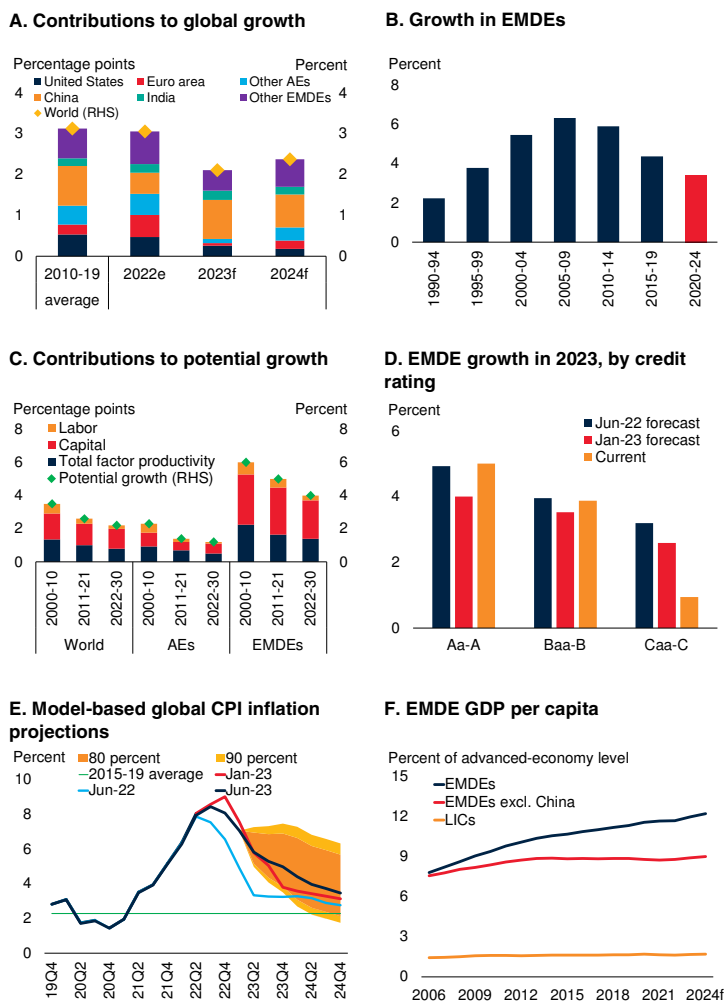 A. Contributions to global growth
Percentage points
Percent
United States
Euro area
Other AEs
China
India
Other EMDEs
World (RHS)
4
3
2
1
0
4
3
2
1
0
2010-19
average
2022e
2023f
2024f
B. Growth in EMDEs
Percent
8
6
4
2
0
1990-94
1995-99
2000-04
2005-09
2010-14
2015-19
2020-24
C. Contributions to potential growth
Percentage points
Percent
Labor
Capital
Total factor productivity
Potential growth (RHS)
8
6
4
2
0
8
6
4
2
0
2000-10
2011-21
2022-30
2000-10
2011-21
2022-30
2000-10
2011-21
2022-30
World
AEs
EMDEs
D. EMDE growth in 2023, by credit
rating
Percent
Jun-22 forecast
Jan-23 forecast
Current
6
4
2
0
Aa-A
Baa-B
Caa-C
E. Model-based global CPI inflation
projections
Percent
80 percent
90 percent
2015-19 average
Jan-23
Jun-22
Jun-23
10
8
6
4
2
0
19Q4
20Q2
20Q4
21Q2
21Q4
22Q2
22Q4
23Q2
23Q4
24Q2
24Q4
F. EMDE GDP per capita
Percent of advanced-economy level
EMDEs
EMDEs excl. China
LICs
15
12
9
6
3
0
2006
2009
2012
2015
2018
2021
2024f